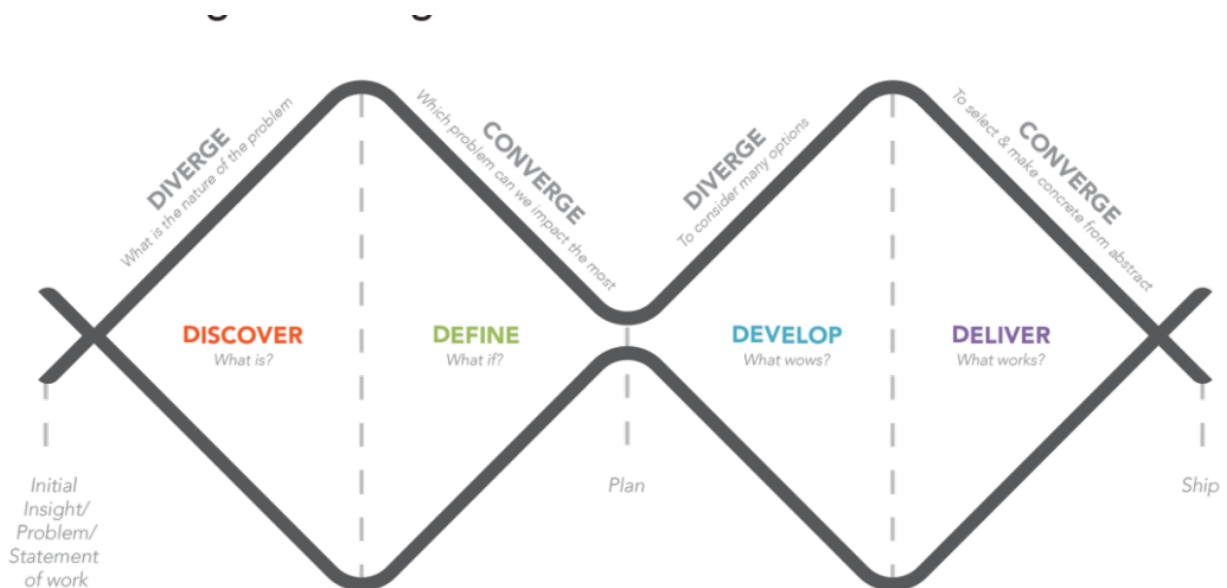 DIVERGE
What is the nature of the problem
CONVERGE
Which problem can we impact the most
DIVERGE
To consider many options
To select & make concrete from abstract
CONVERGE
DISCOVER
What is?
DEFINE
What if?
DEVELOP
What wows?
DELIVER
What works?
Initial
Insight/
Problem/
Statement
of work
Plan
Ship